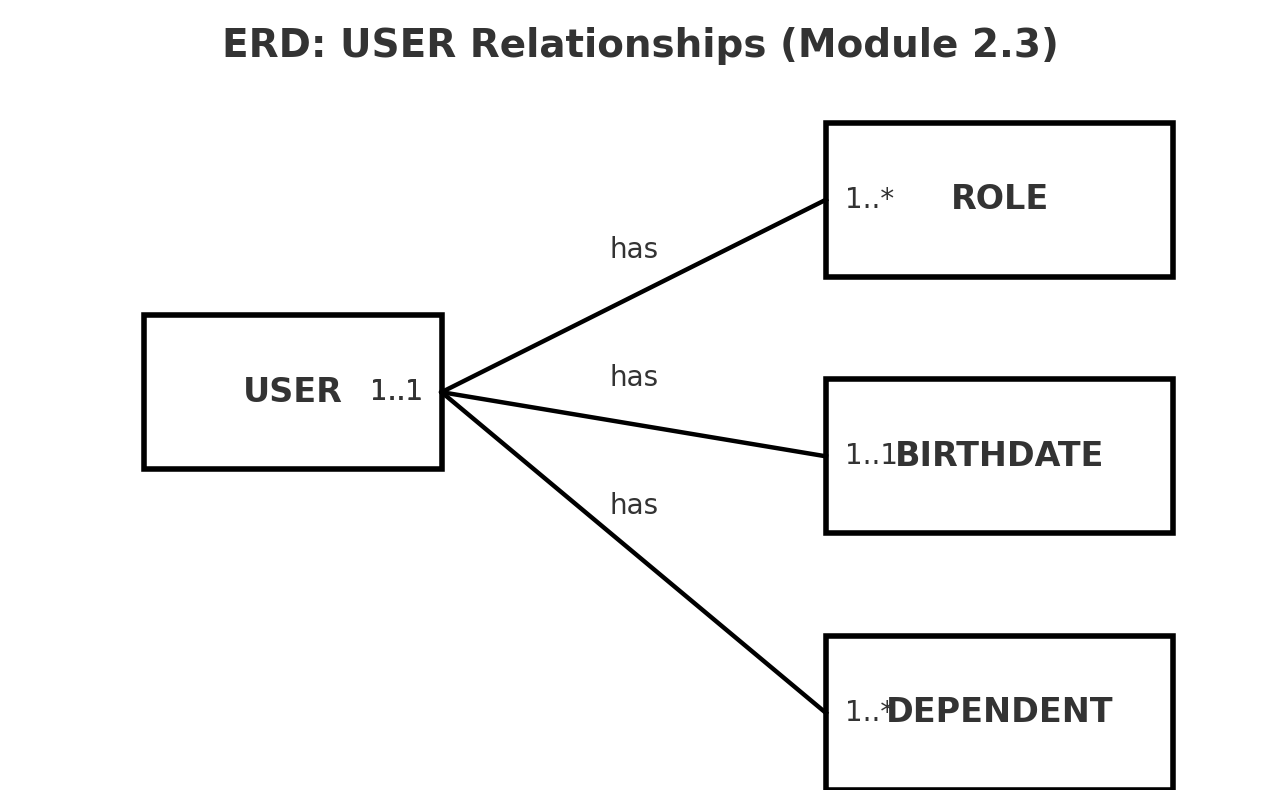 ERD: USER Relationships (Module 2.3)
1..* ROLE
has
has
USER 1..1
1..1 BIRTHDATE
has
1..* DEPENDENT